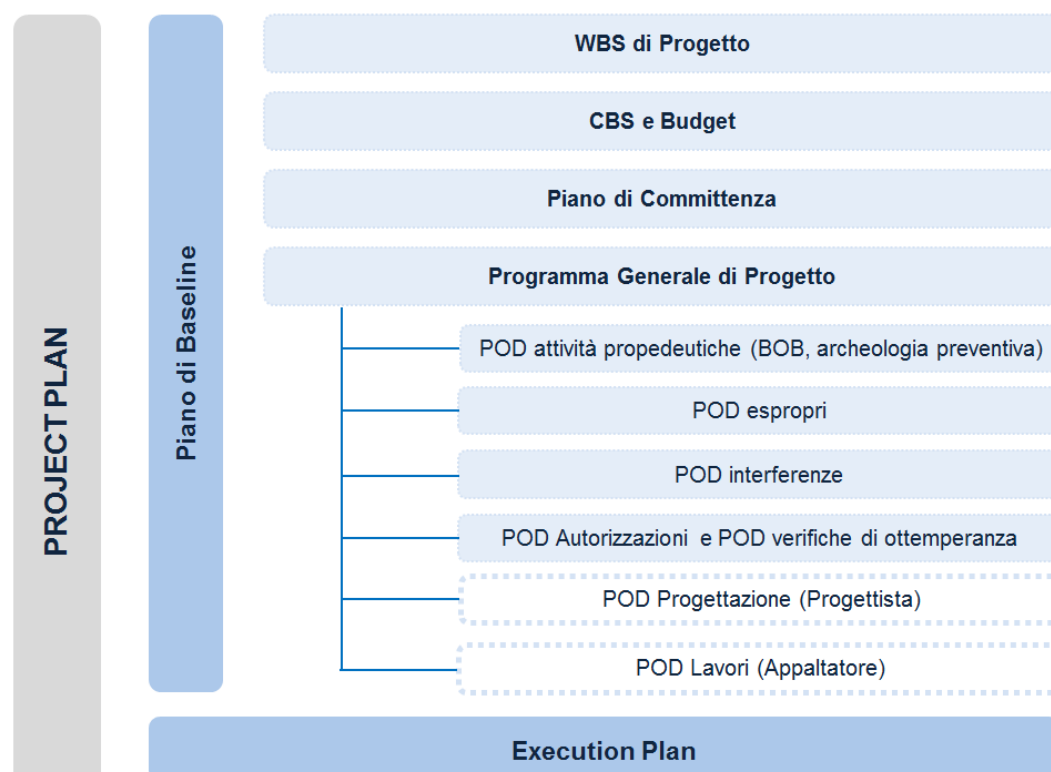 PROJECT PLAN
Piano di Baseline
WBS di Progetto
CBS e Budget
Piano di Committenza
Programma Generale di Progetto
POD attività propedeutiche (BOB, archeologia preventiva)
POD espropri
POD interferenze
POD Autorizzazioni e POD verifiche di ottemperanza
POD Progettazione (Progettista)
POD Lavori (Appaltatore)
Execution Plan